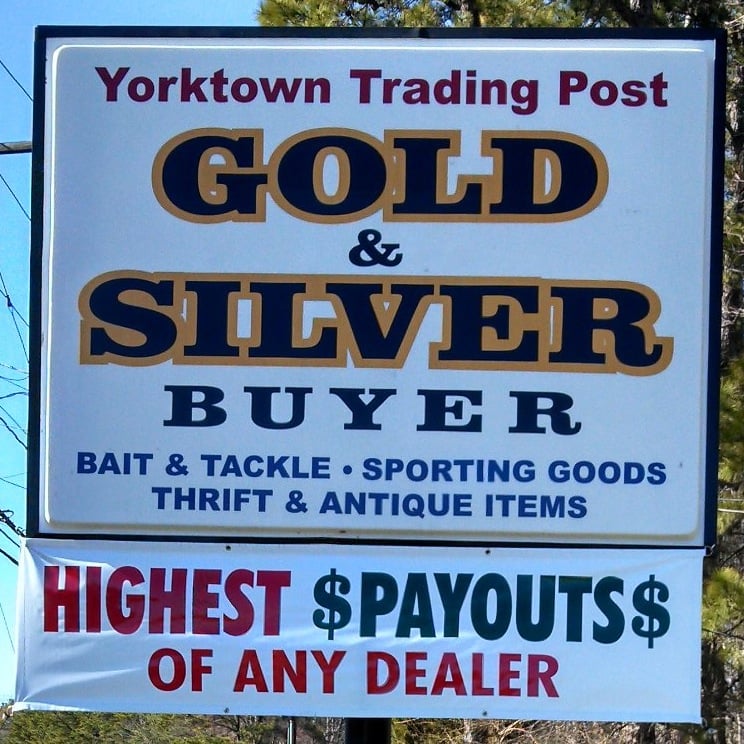 Yorktown Trading Post
GOLD
&
SILVER
BUYER
BAIT & TACKLE • SPORTING GOODS
THRIFT & ANTIQUE ITEMS
HIGHEST $PAYOUTS$
OF ANY DEALER